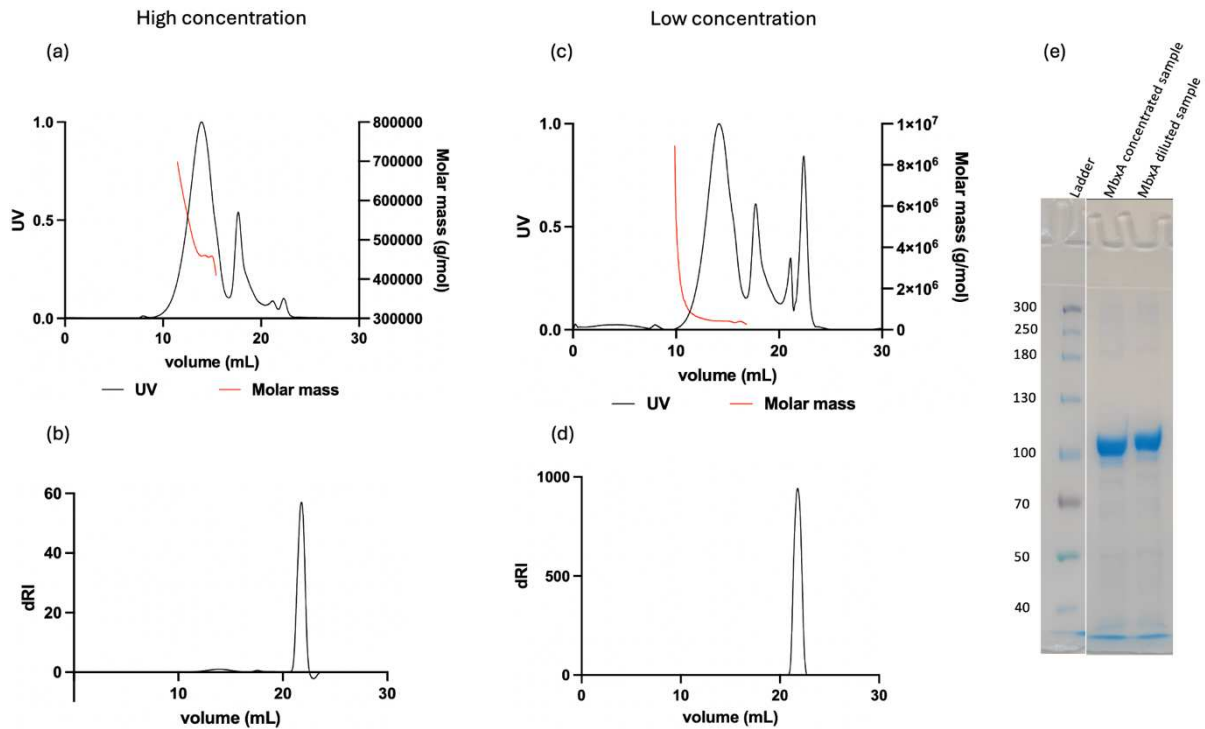 High concentration
Low concentration
(a)
1.0
0.5
0.0
UV
800000
700000
600000
500000
400000
300000
Molar mass (g/mol)
0
10
20
30
volume (mL)
UV
Molar mass
(b)
60
40
20
0
dRI
10
20
30
volume (mL)
(c)
1.0
0.5
0.0
UV
1×10⁷
8×10⁶
6×10⁶
4×10⁶
2×10⁶
0
Molar mass (g/mol)
0
10
20
30
volume (mL)
UV
Molar mass
(d)
1000
500
0
dRI
0
10
20
30
volume (mL)
(e)
Ladder
MbxA concentrated sample
MbxA diluted sample
300
250
180
130
100
70
50
40